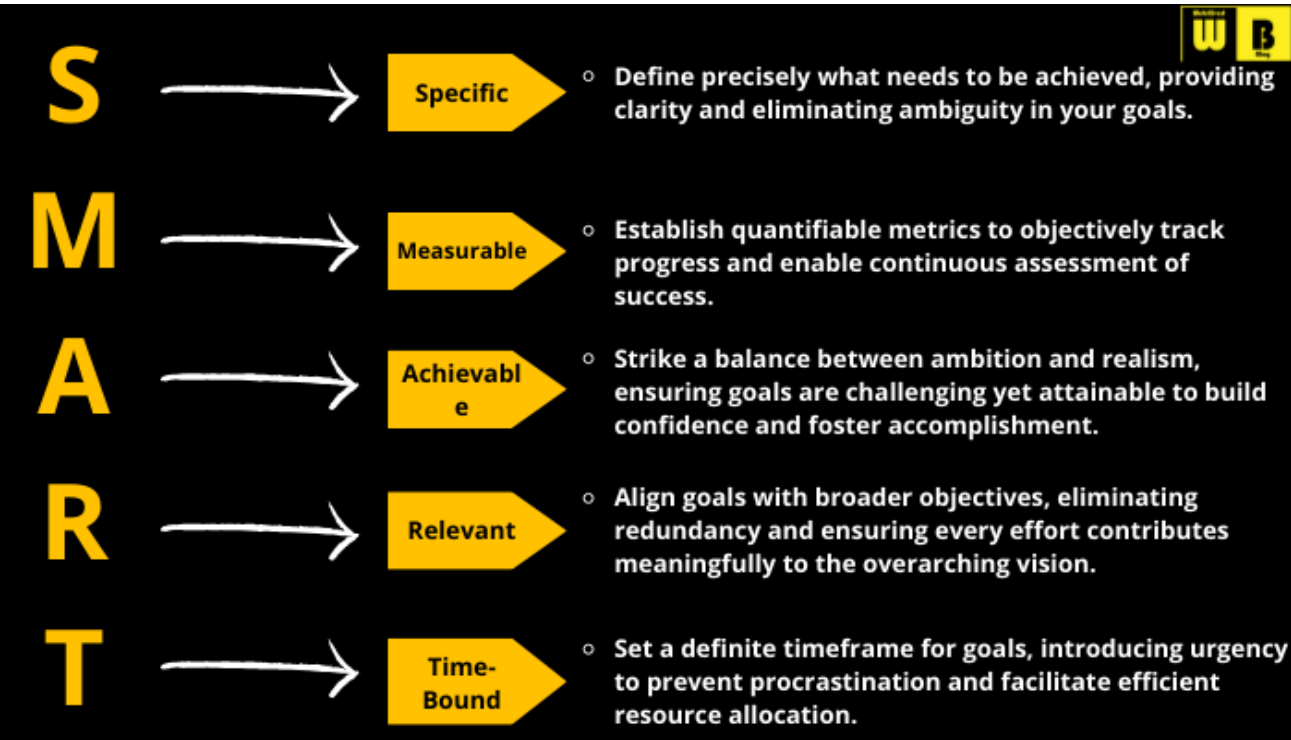 W
B
Blog
S
Specific
Define precisely what needs to be achieved, providing
clarity and eliminating ambiguity in your goals.
M
Measurable
Establish quantifiable metrics to objectively track
progress and enable continuous assessment of
success.
A
Achievabl
e
Strike a balance between ambition and realism,
ensuring goals are challenging yet attainable to build
confidence and foster accomplishment.
R
Relevant
Align goals with broader objectives, eliminating
redundancy and ensuring every effort contributes
meaningfully to the overarching vision.
T
Time-
Bound
Set a definite timeframe for goals, introducing urgency
to prevent procrastination and facilitate efficient
resource allocation.